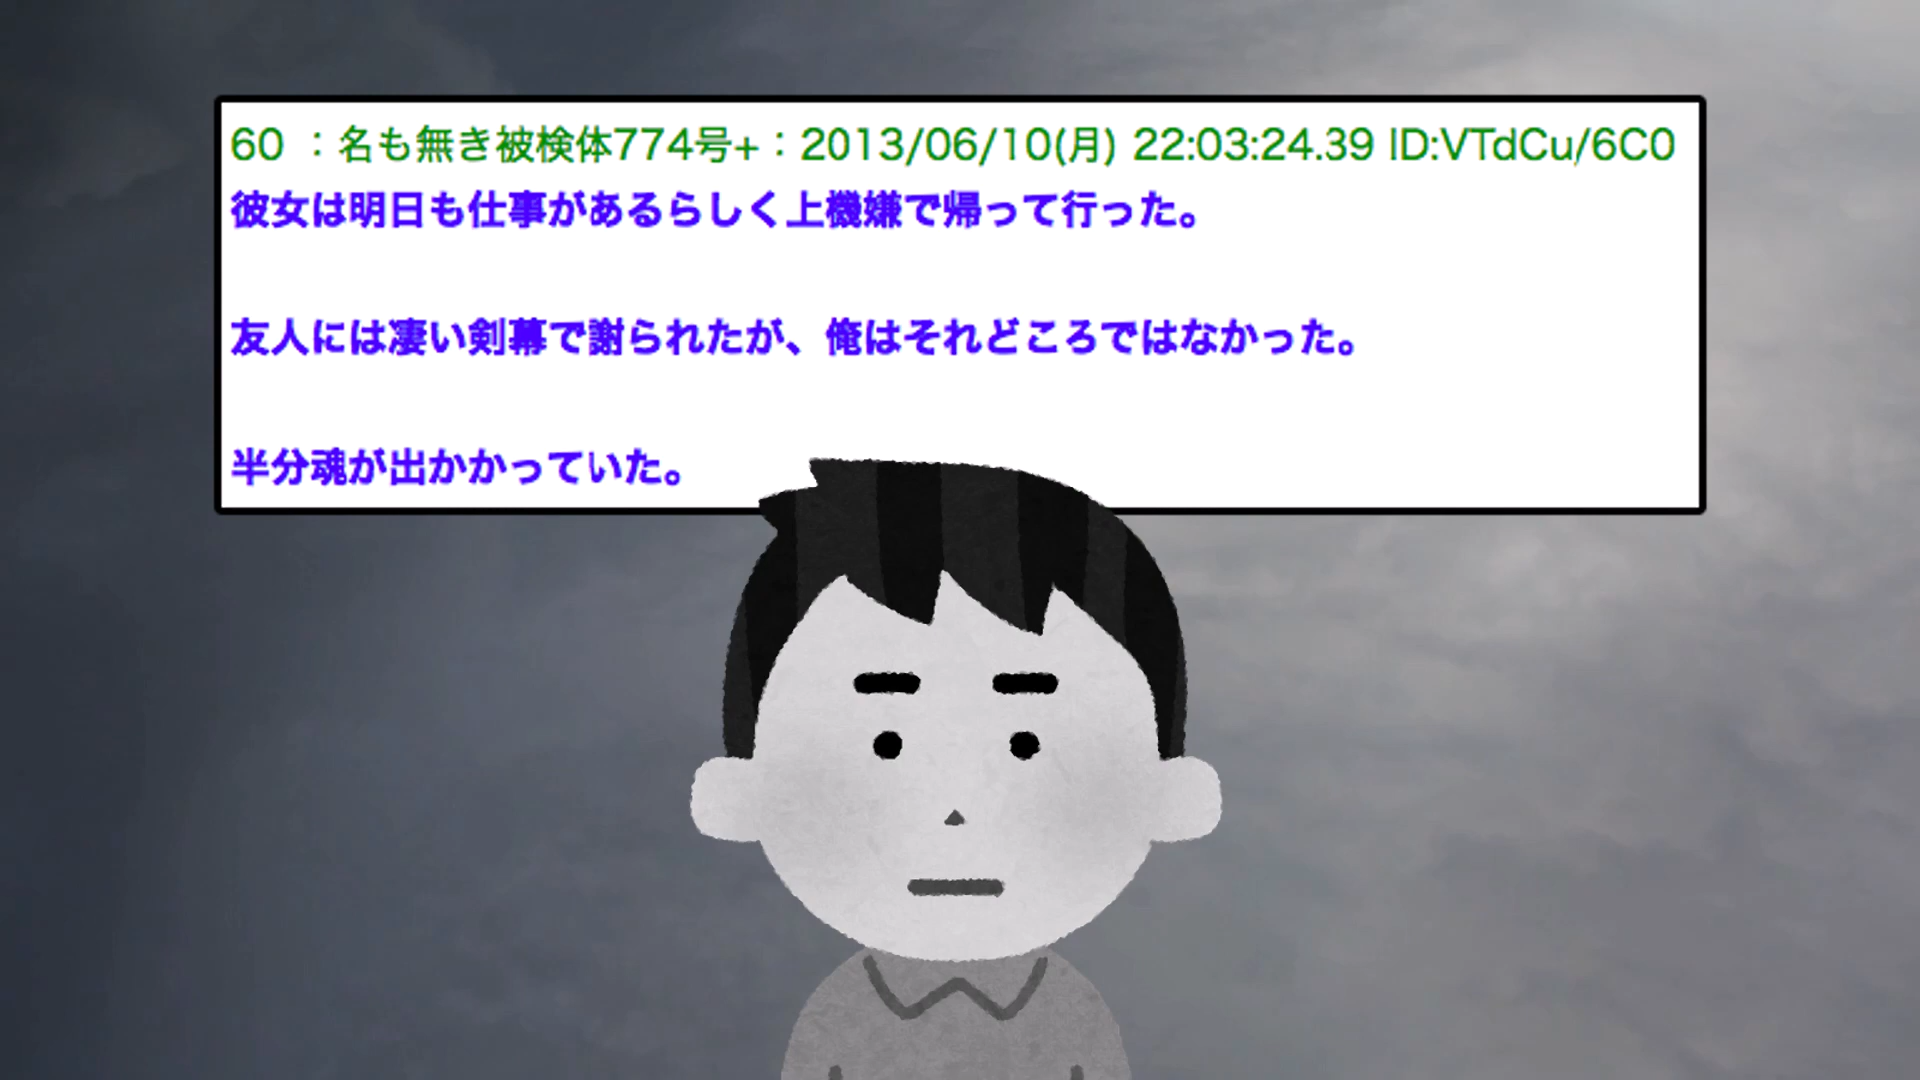 60 ：名も無き被検体774号+：2013/06/10(月) 22:03:24.39 ID:VTdCu/6C0
彼女は明日も仕事があるらしく上機嫌で帰って行った。
友人には凄い剣幕で謝られたが、俺はそれどころではなかった。
半分魂が出かかっていた。